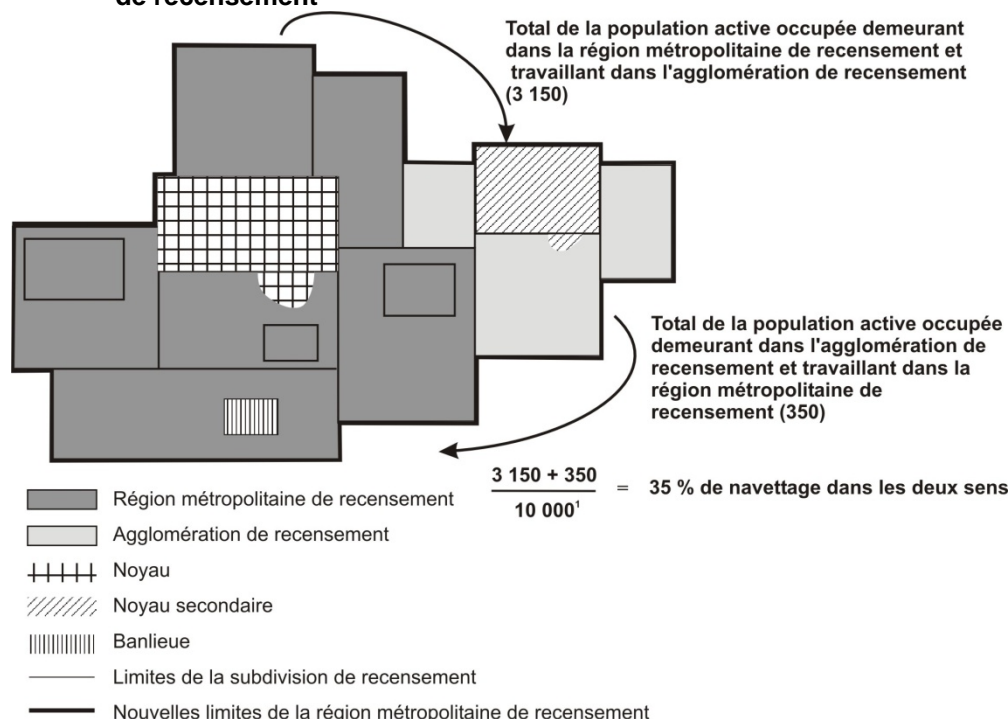 de recensement
Total de la population active occupée demeurant
dans la région métropolitaine de recensement et
travaillant dans l'agglomération de recensement
(3 150)
Total de la population active occupée
demeurant dans l'agglomération de
recensement et travaillant dans la
région métropolitaine de
recensement (350)
3 150 + 350
10 000¹
= 35 % de navettage dans les deux sens
Région métropolitaine de recensement
Agglomération de recensement
Noyau
Noyau secondaire
Banlieue
Limites de la subdivision de recensement
Nouvelles limites de la région métropolitaine de recensement